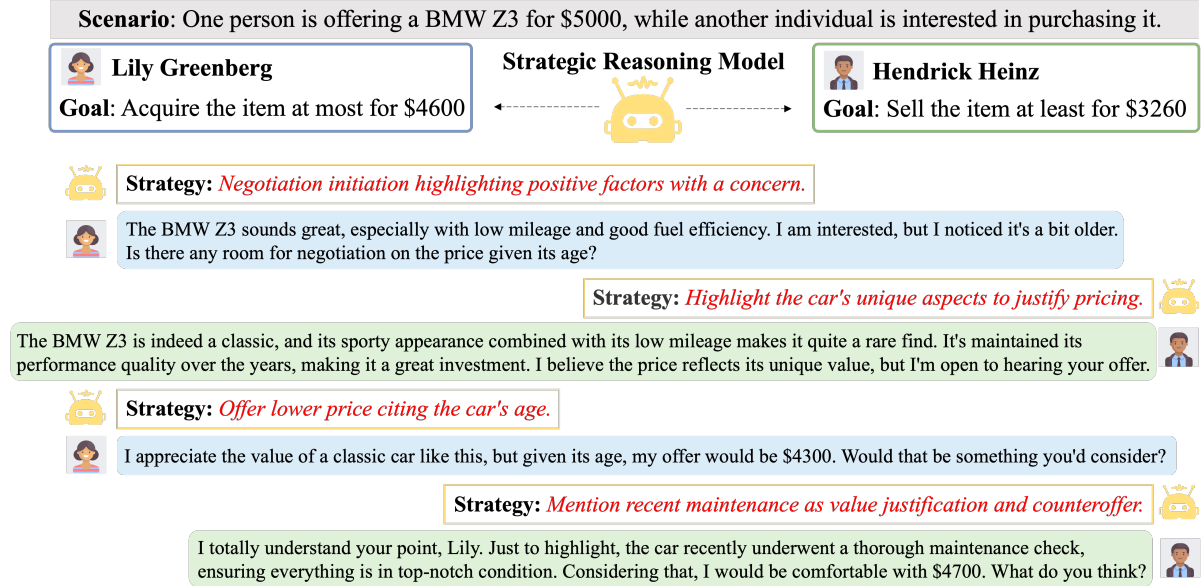 Scenario: One person is offering a BMW Z3 for $5000, while another individual is interested in purchasing it.
Lily Greenberg
Goal: Acquire the item at most for $4600
Strategic Reasoning Model
Hendrick Heinz
Goal: Sell the item at least for $3260
Strategy: Negotiation initiation highlighting positive factors with a concern.
The BMW Z3 sounds great, especially with low mileage and good fuel efficiency. I am interested, but I noticed it's a bit older.
Is there any room for negotiation on the price given its age?
Strategy: Highlight the car's unique aspects to justify pricing.
The BMW Z3 is indeed a classic, and its sporty appearance combined with its low mileage makes it quite a rare find. It's maintained its
performance quality over the years, making it a great investment. I believe the price reflects its unique value, but I'm open to hearing your offer.
Strategy: Offer lower price citing the car's age.
I appreciate the value of a classic car like this, but given its age, my offer would be $4300. Would that be something you'd consider?
Strategy: Mention recent maintenance as value justification and counteroffer.
I totally understand your point, Lily. Just to highlight, the car recently underwent a thorough maintenance check,
ensuring everything is in top-notch condition. Considering that, I would be comfortable with $4700. What do you think?